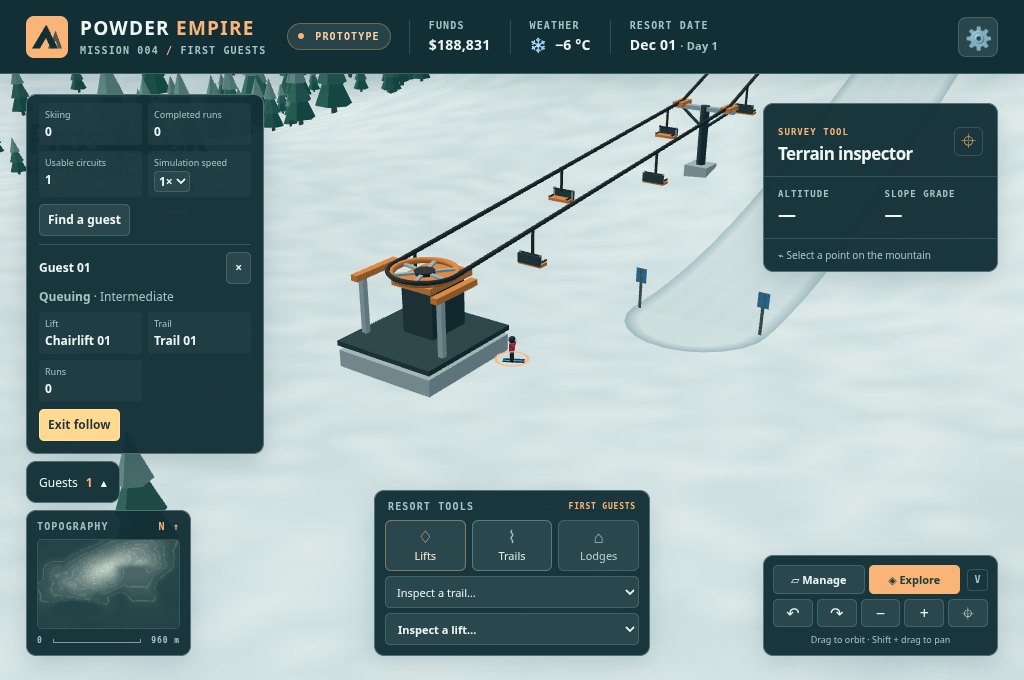 POWDER EMPIRE
MISSION 004 / FIRST GUESTS
PROTOTYPE
FUNDS
$188,831
WEATHER
❄️ −6 °C
RESORT DATE
Dec 01 · Day 1
Skiing
0
Completed runs
0
Usable circuits
1
Simulation speed
1×
Find a guest
Guest 01
×
Queuing · Intermediate
Lift
Chairlift 01
Trail
Trail 01
Runs
0
Exit follow
Guests 1 ▲
TOPOGRAPHY N ↑
0 960 m
RESORT TOOLS FIRST GUESTS
Lifts
Trails
Lodges
Inspect a trail...
Inspect a lift...
SURVEY TOOL
Terrain inspector
ALTITUDE
—
SLOPE GRADE
—
Select a point on the mountain
Manage
Explore
V
↶ ↷ − +
Drag to orbit · Shift + drag to pan